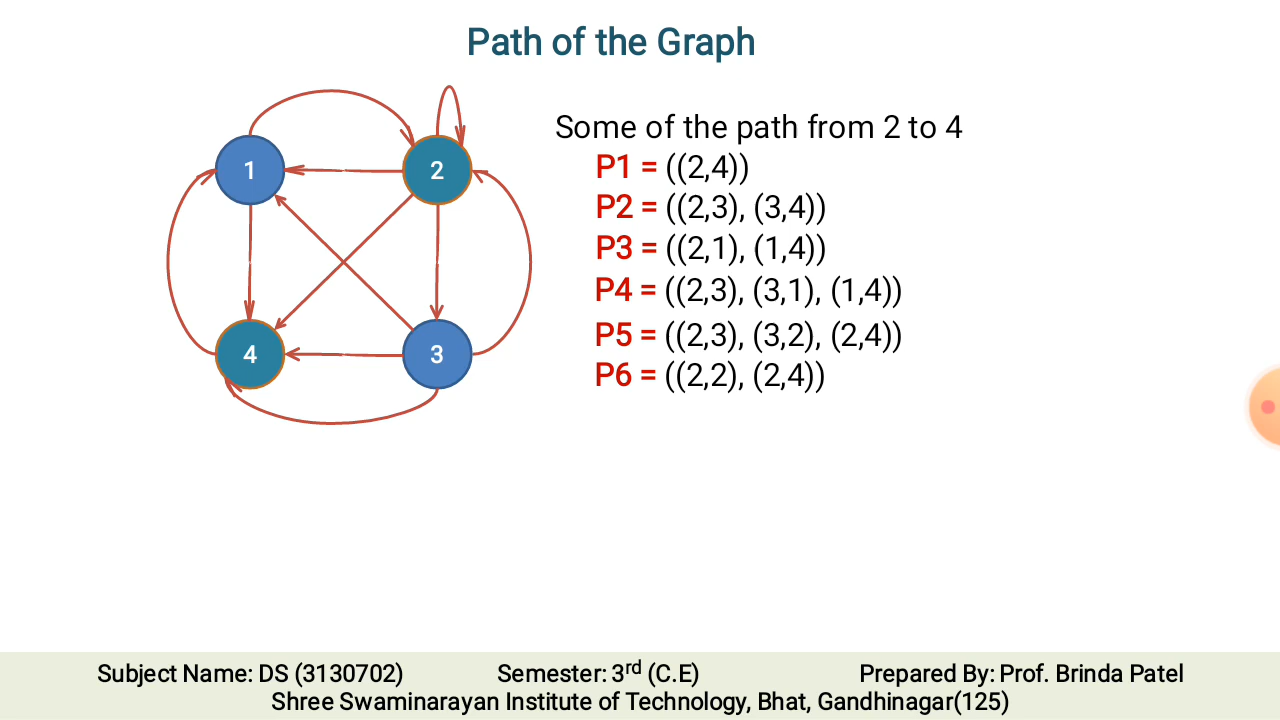 Path of the Graph
1
2
4
3
Some of the path from 2 to 4
P1 = ((2,4))
P2 = ((2,3), (3,4))
P3 = ((2,1), (1,4))
P4 = ((2,3), (3,1), (1,4))
P5 = ((2,3), (3,2), (2,4))
P6 = ((2,2), (2,4))
Subject Name: DS (3130702) Semester: 3rd (C.E) Prepared By: Prof. Brinda Patel
Shree Swaminarayan Institute of Technology, Bhat, Gandhinagar(125)